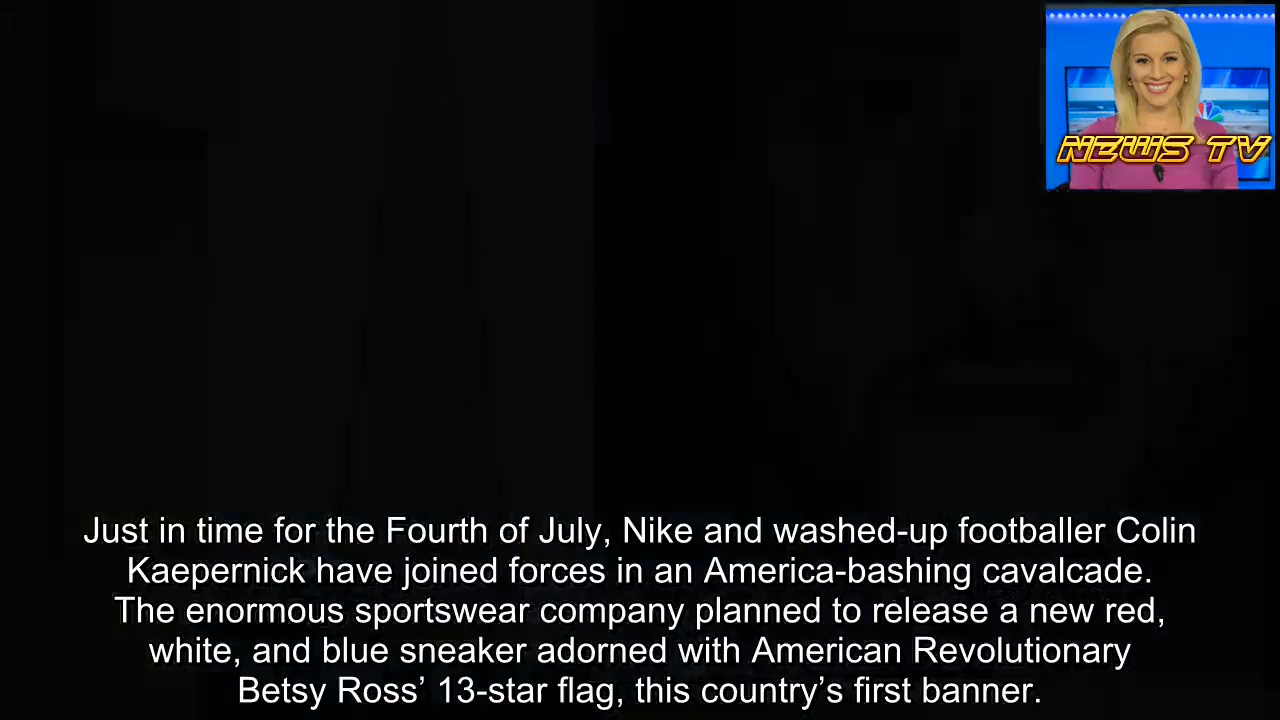 NEWS TV
Just in time for the Fourth of July, Nike and washed-up footballer Colin
Kaepernick have joined forces in an America-bashing cavalcade.
The enormous sportswear company planned to release a new red,
white, and blue sneaker adorned with American Revolutionary
Betsy Ross’ 13-star flag, this country’s first banner.